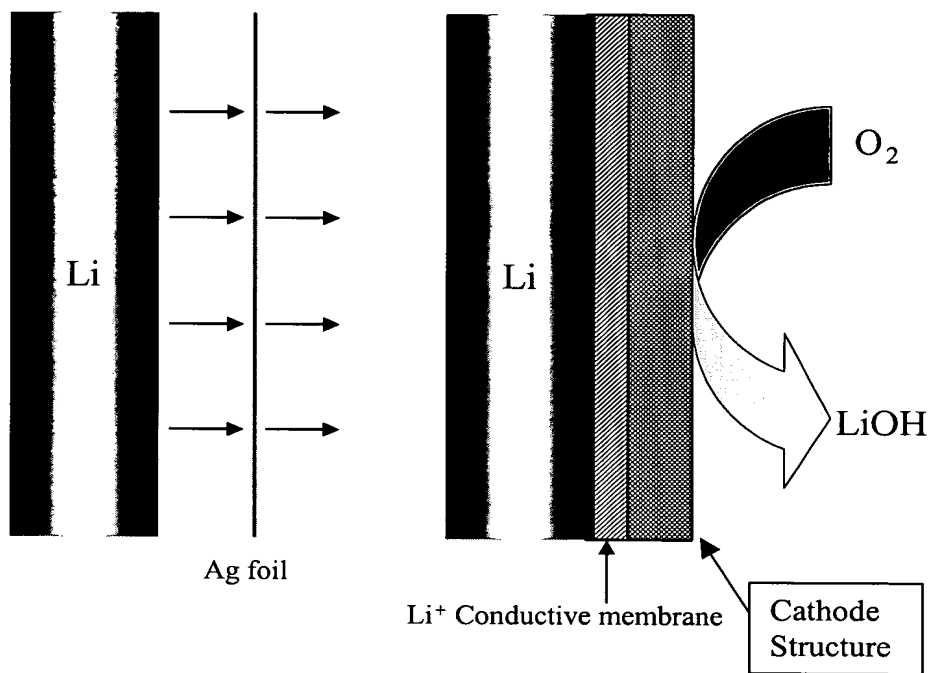 Li
Ag foil
Li
O₂
LiOH
Li⁺ Conductive membrane
Cathode
Structure